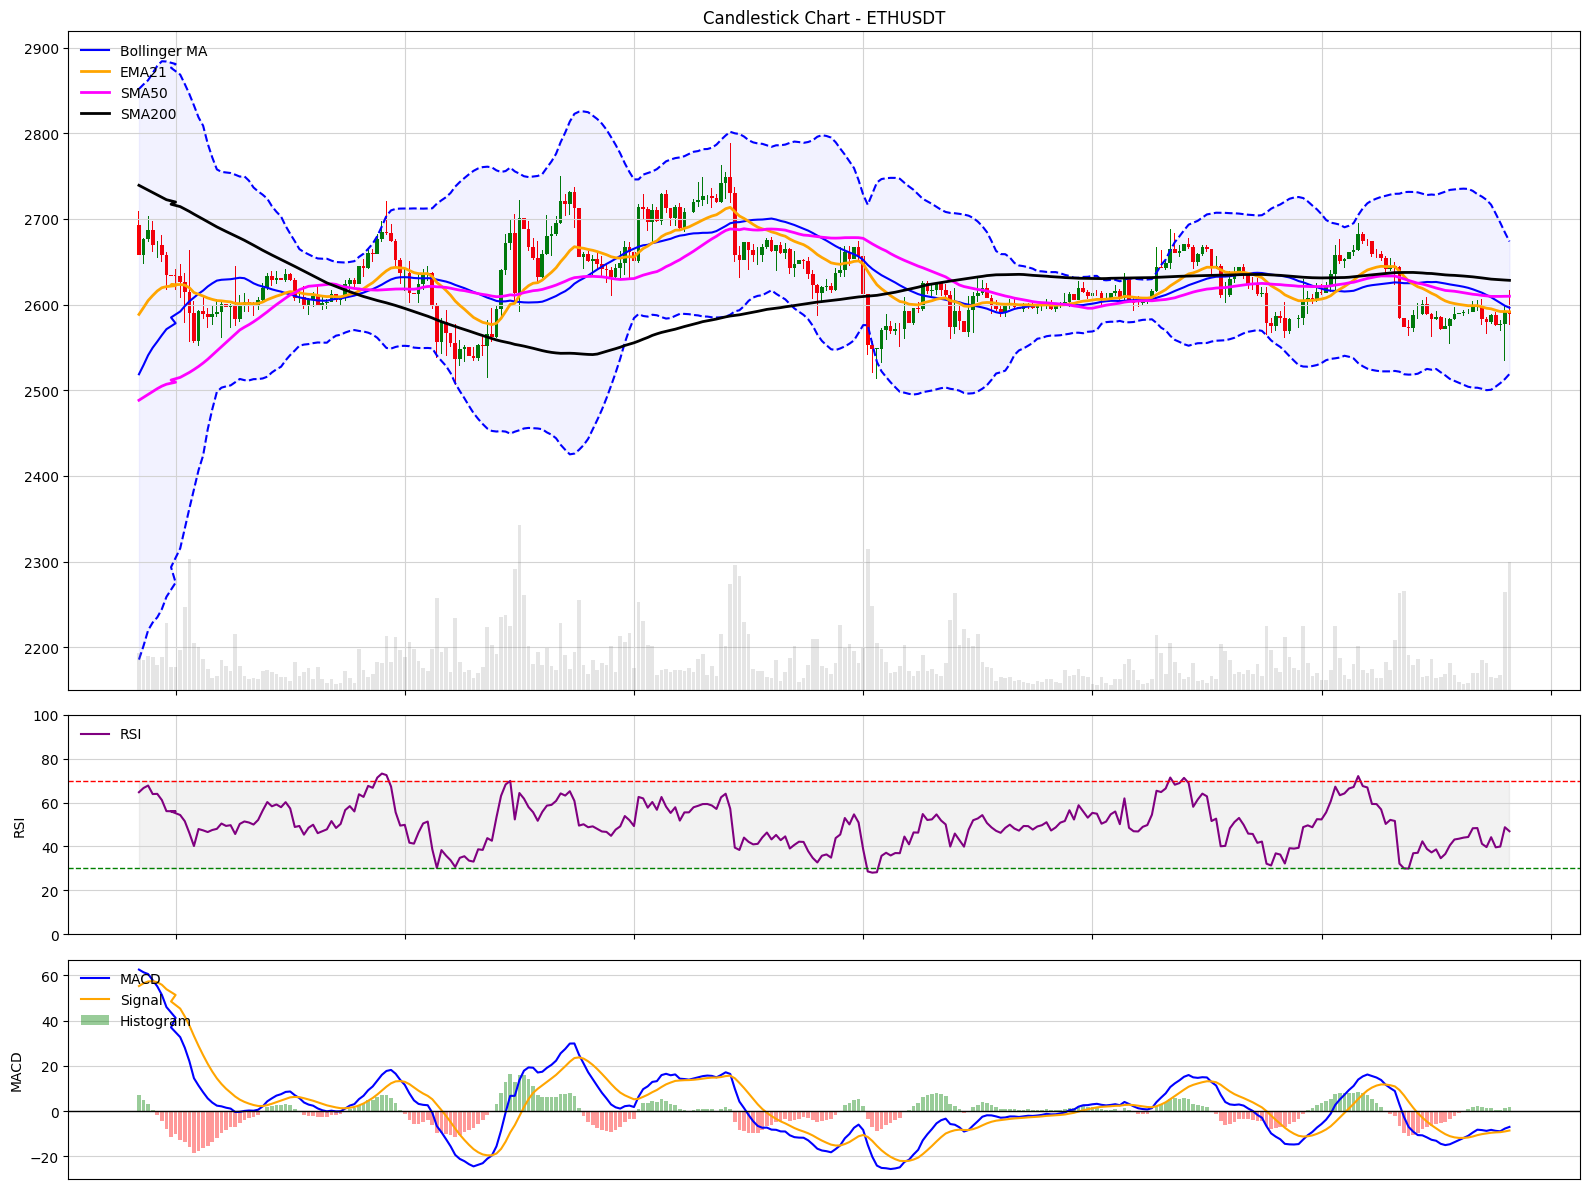 Candlestick Chart - ETHUSDT
2900
2800
2700
2600
2500
2400
2300
2200
Bollinger MA
EMA21
SMA50
SMA200
100
80
60
40
20
0
RSI
RSI
60
40
20
0
−20
MACD
MACD
Signal
Histogram